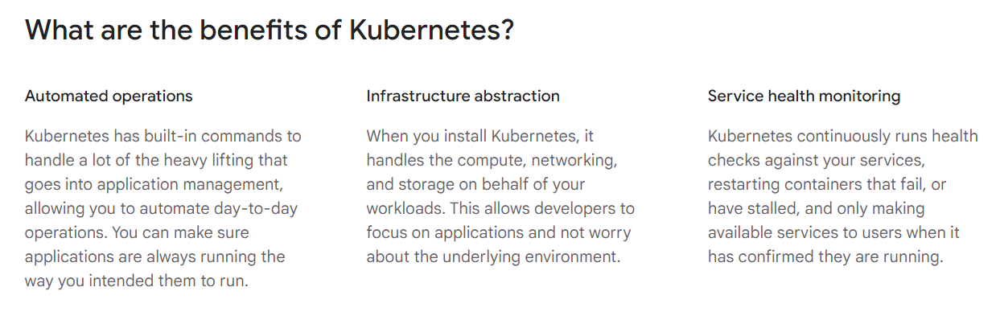 What are the benefits of Kubernetes?
Automated operations
Kubernetes has built-in commands to
handle a lot of the heavy lifting that
goes into application management,
allowing you to automate day-to-day
operations. You can make sure
applications are always running the
way you intended them to run.
Infrastructure abstraction
When you install Kubernetes, it
handles the compute, networking,
and storage on behalf of your
workloads. This allows developers to
focus on applications and not worry
about the underlying environment.
Service health monitoring
Kubernetes continuously runs health
checks against your services,
restarting containers that fail, or
have stalled, and only making
available services to users when it
has confirmed they are running.